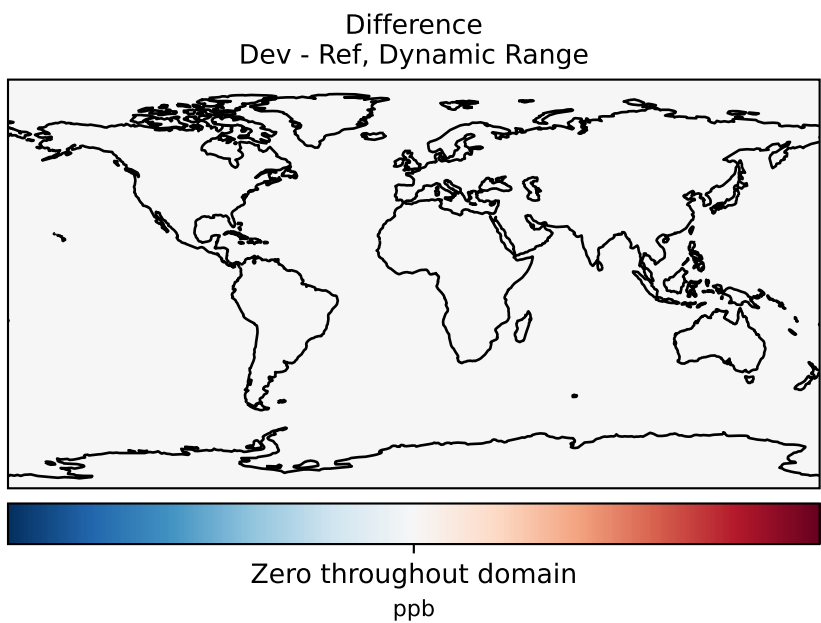 Difference
Dev - Ref, Dynamic Range
Zero throughout domain
ppb